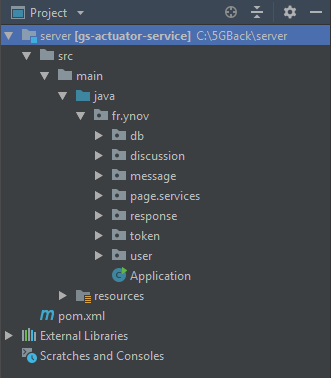 Project
server [gs-actuator-service] C:\5GBack\server
src
main
java
fr.ynov
db
discussion
message
page.services
response
token
user
Application
resources
pom.xml
External Libraries
Scratches and Consoles